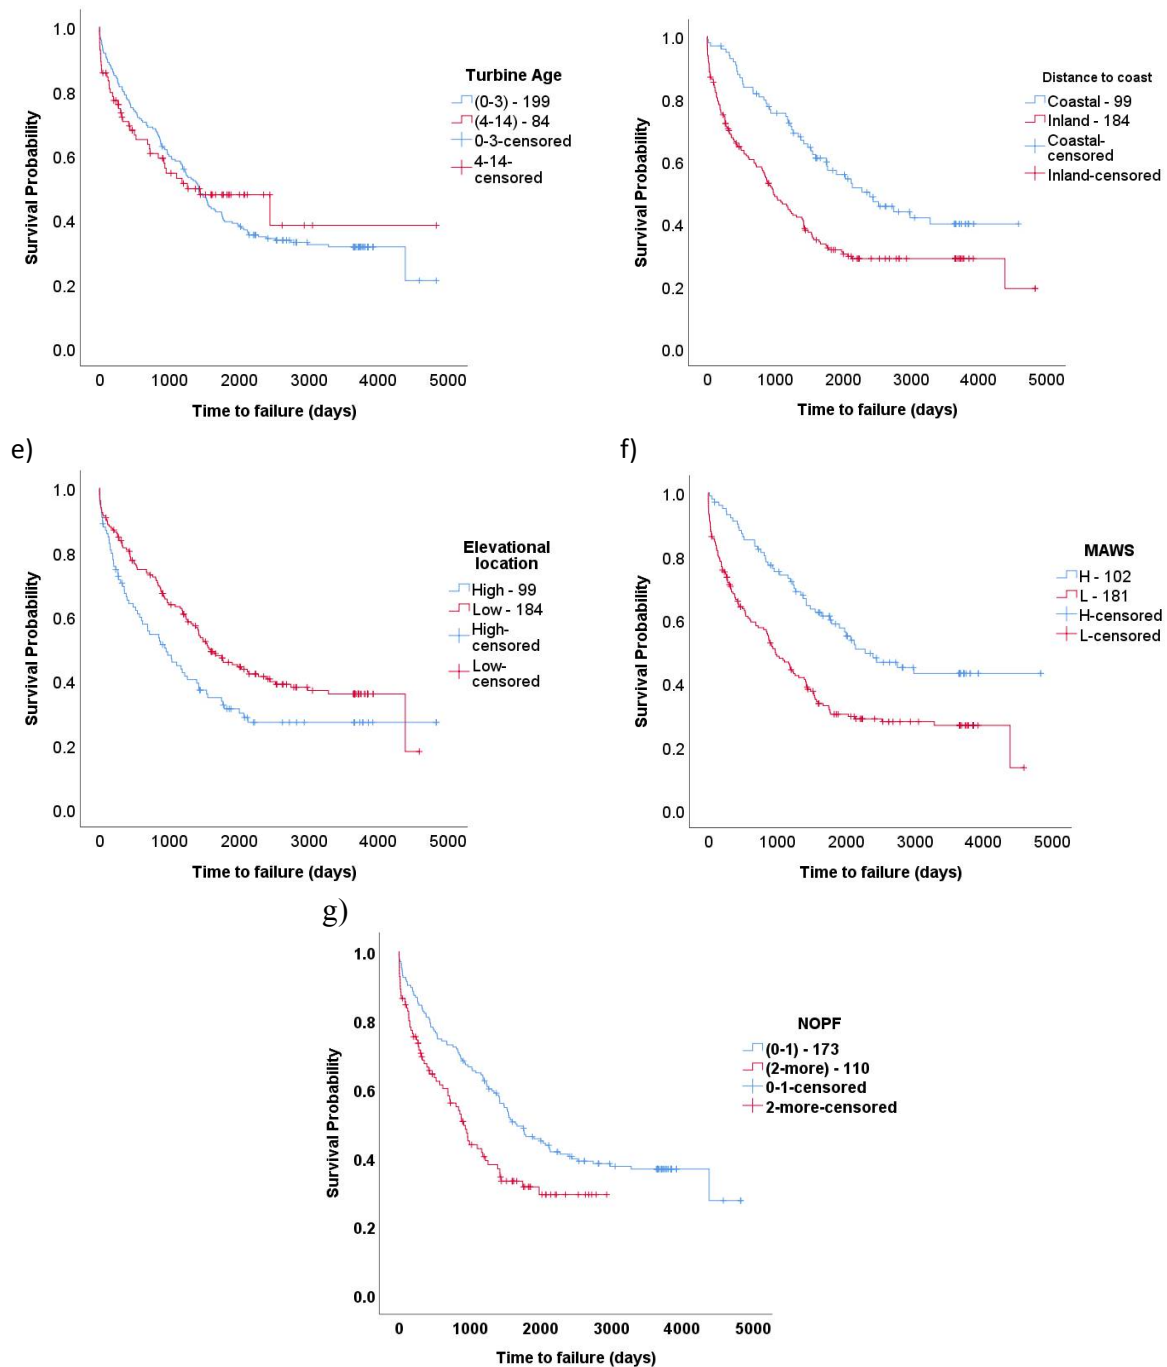 1.0
0.8
0.6
0.4
0.2
0.0
Survival Probability
0 1000 2000 3000 4000 5000
Time to failure (days)
Turbine Age
(0-3) - 199
(4-14) - 84
0-3-censored
4-14-
censored
1.0
0.8
0.6
0.4
0.2
0.0
Survival Probability
0 1000 2000 3000 4000 5000
Time to failure (days)
Distance to coast
Coastal - 99
Inland - 184
Coastal-
censored
Inland-censored
e)
1.0
0.8
0.6
0.4
0.2
0.0
Survival Probability
0 1000 2000 3000 4000 5000
Time to failure (days)
Elevational
location
High - 99
Low - 184
High-
censored
Low-
censored
f)
1.0
0.8
0.6
0.4
0.2
0.0
Survival Probability
0 1000 2000 3000 4000 5000
Time to failure (days)
MAWS
H - 102
L - 181
H-censored
L-censored
g)
1.0
0.8
0.6
0.4
0.2
0.0
Survival Probability
0 1000 2000 3000 4000 5000
Time to failure (days)
NOPF
(0-1) - 173
(2-more) - 110
0-1-censored
2-more-censored